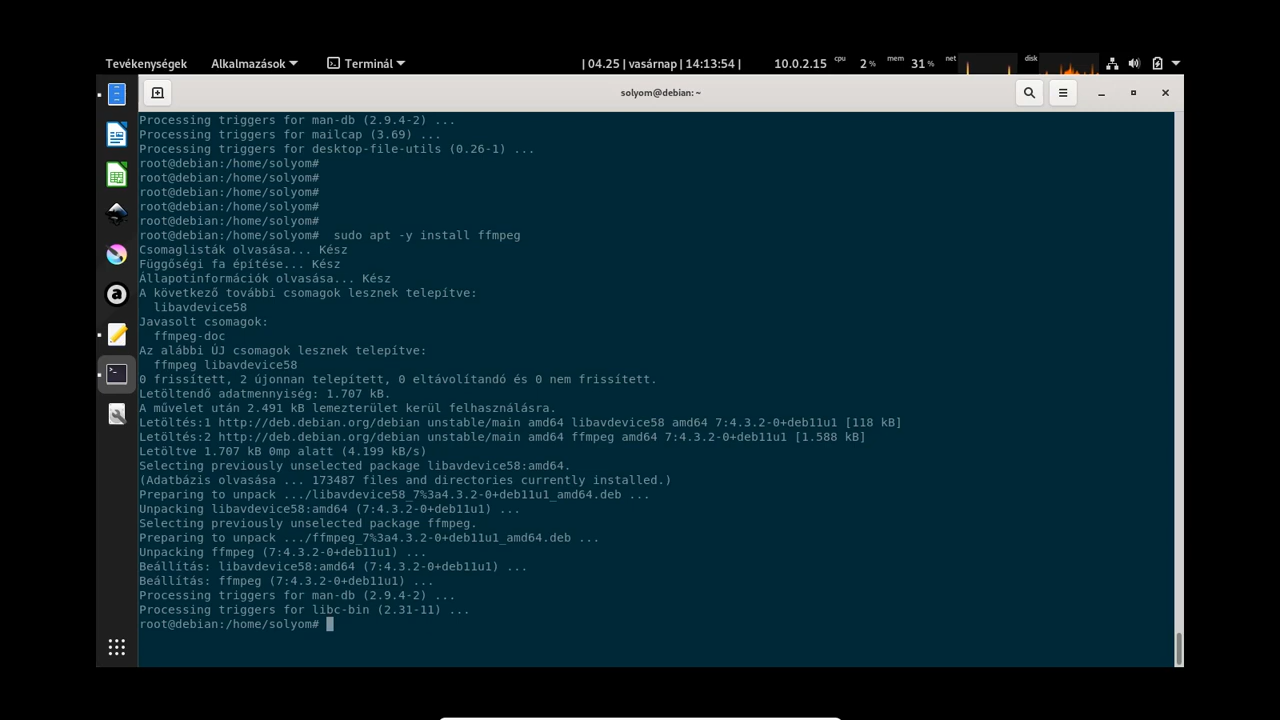 Tevékenységek Alkalmazások Terminál | 04.25 | vasárnap | 14:13:54 | 10.0.2.15 cpu 2 % mem 31 % net disk
solyom@debian: ~
Processing triggers for man-db (2.9.4-2) ...
Processing triggers for mailcap (3.69) ...
Processing triggers for desktop-file-utils (0.26-1) ...
root@debian:/home/solyom#
root@debian:/home/solyom#
root@debian:/home/solyom#
root@debian:/home/solyom#
root@debian:/home/solyom#
root@debian:/home/solyom#  sudo apt -y install ffmpeg
Csomaglisták olvasása... Kész
Függőségi fa építése... Kész
Állapotinformációk olvasása... Kész
A következő további csomagok lesznek telepítve:
  libavdevice58
Javasolt csomagok:
  ffmpeg-doc
Az alábbi ÚJ csomagok lesznek telepítve:
  ffmpeg libavdevice58
0 frissített, 2 újonnan telepített, 0 eltávolítandó és 0 nem frissített.
Letöltendő adatmennyiség: 1.707 kB.
A művelet után 2.491 kB lemezterület kerül felhasználásra.
Letöltés:1 http://deb.debian.org/debian unstable/main amd64 libavdevice58 amd64 7:4.3.2-0+deb11u1 [118 kB]
Letöltés:2 http://deb.debian.org/debian unstable/main amd64 ffmpeg amd64 7:4.3.2-0+deb11u1 [1.588 kB]
Letöltve 1.707 kB 0mp alatt (4.199 kB/s)
Selecting previously unselected package libavdevice58:amd64.
(Adatbázis olvasása ... 173487 files and directories currently installed.)
Preparing to unpack .../libavdevice58_7%3a4.3.2-0+deb11u1_amd64.deb ...
Unpacking libavdevice58:amd64 (7:4.3.2-0+deb11u1) ...
Selecting previously unselected package ffmpeg.
Preparing to unpack .../ffmpeg_7%3a4.3.2-0+deb11u1_amd64.deb ...
Unpacking ffmpeg (7:4.3.2-0+deb11u1) ...
Beállítás: libavdevice58:amd64 (7:4.3.2-0+deb11u1) ...
Beállítás: ffmpeg (7:4.3.2-0+deb11u1) ...
Processing triggers for man-db (2.9.4-2) ...
Processing triggers for libc-bin (2.31-11) ...
root@debian:/home/solyom#